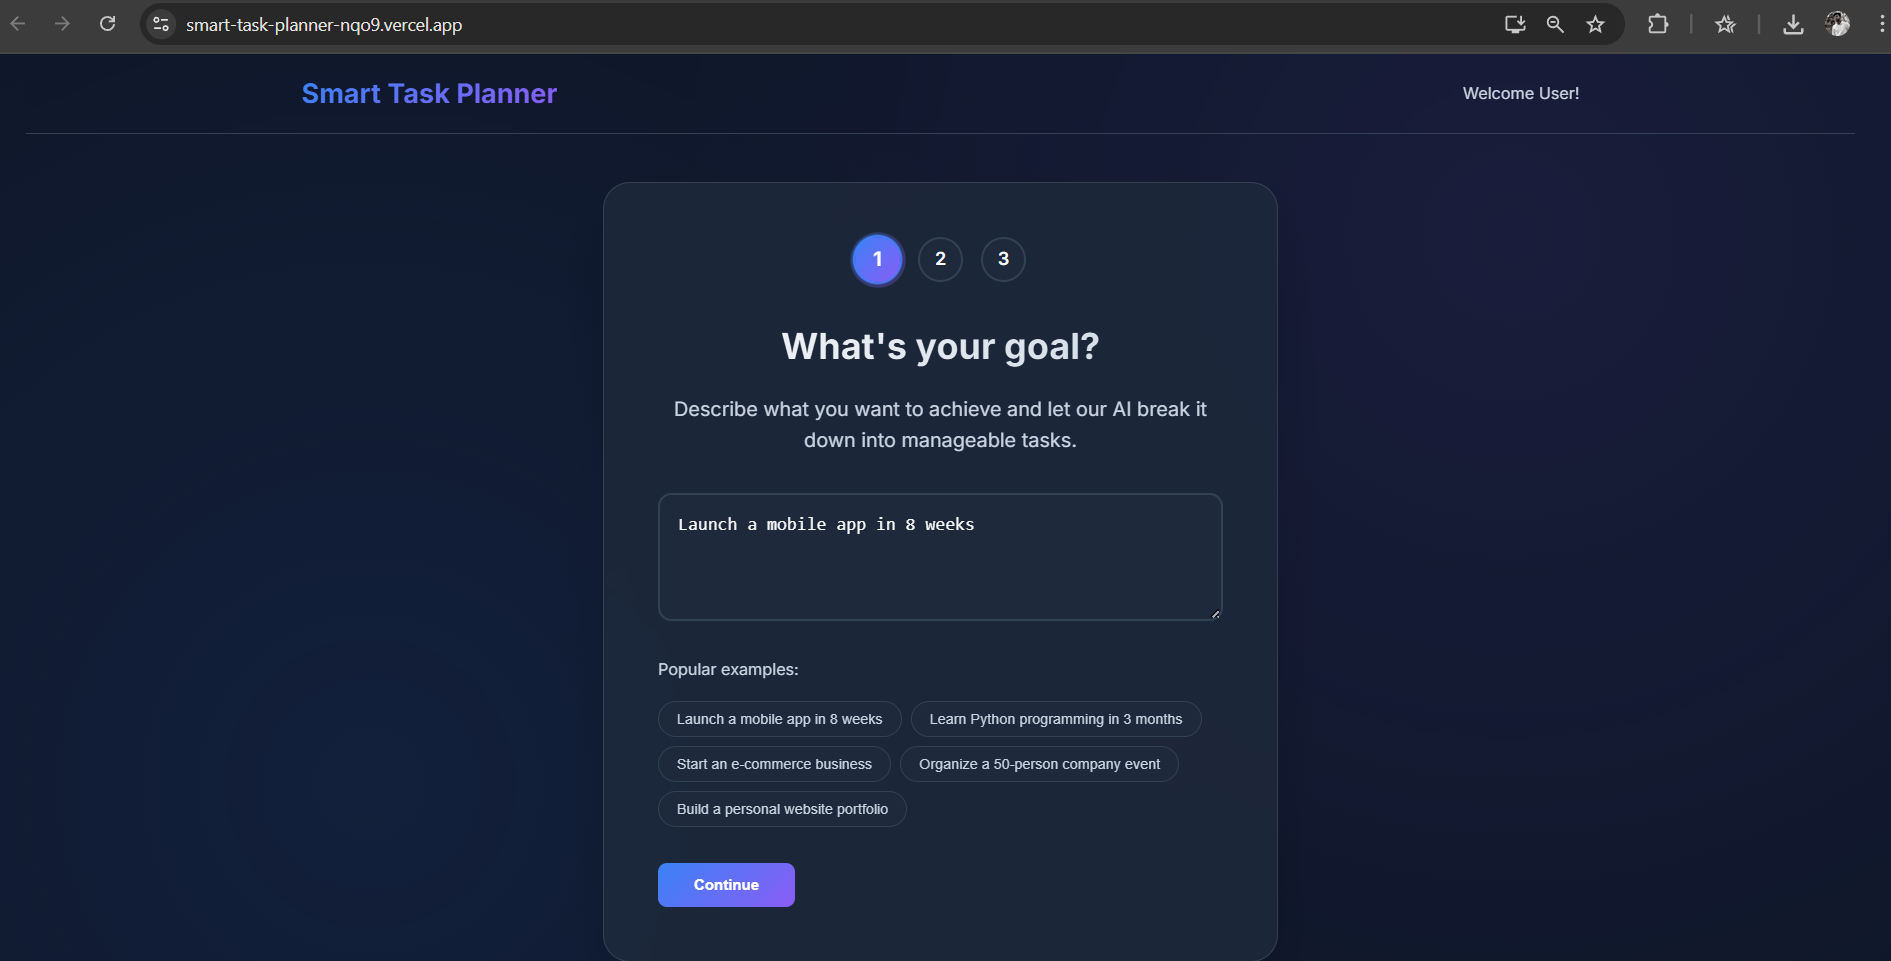 smart-task-planner-nqo9.vercel.app
Smart Task Planner
Welcome User!
1 2 3
What's your goal?
Describe what you want to achieve and let our AI break it
down into manageable tasks.
Launch a mobile app in 8 weeks
Popular examples:
Launch a mobile app in 8 weeks Learn Python programming in 3 months
Start an e-commerce business Organize a 50-person company event
Build a personal website portfolio
Continue